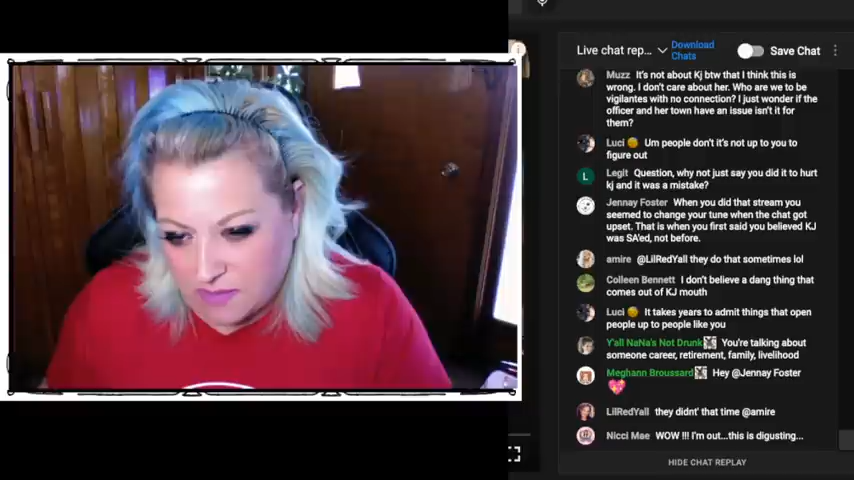 Live chat rep...
Download
Chats
Save Chat
Muzz It's not about Kj btw that I think this is
wrong. I don't care about her. Who are we to be
vigilantes with no connection? I just wonder if the
officer and her town have an issue isn't it for
them?
Luci Um people don't it's not up to you to
figure out
L
Legit Question, why not just say you did it to hurt
kj and it was a mistake?
Jennay Foster When you did that stream you
seemed to change your tune when the chat got
upset. That is when you first said you believed KJ
was SA'ed, not before.
amire @LilRedYall they do that sometimes lol
Colleen Bennett I don't believe a dang thing that
comes out of KJ mouth
Luci It takes years to admit things that open
people up to people like you
Y'all NaNa's Not Drunk You're talking about
someone career, retirement, family, livelihood
Meghann Broussard Hey @Jennay Foster
LilRedYall they didnt' that time @amire
Nicci Mae WOW !!! I'm out...this is digusting...
HIDE CHAT REPLAY